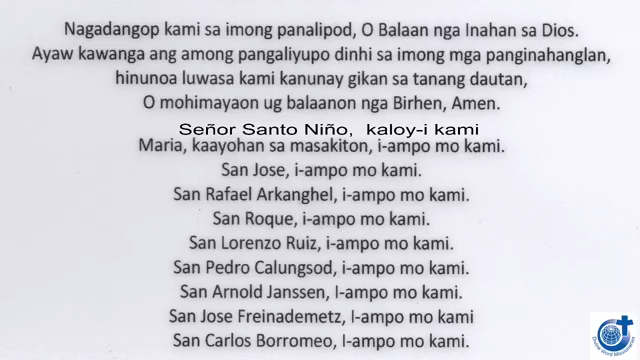 Nagadangop kami sa imong panalipod, O Balaan nga Inahan sa Dios.
Ayaw kawanga ang among pangaliyupo dinhi sa imong mga panginahanglan,
hinunoa luwasa kami kanunay gikan sa tanang dautan,
O mohimayaon ug balaanon nga Birhen, Amen.
Señor Santo Niño, kaloy-i kami
Maria, kaayohan sa masakiton, i-ampo mo kami.
San Jose, i-ampo mo kami.
San Rafael Arkanghel, i-ampo mo kami.
San Roque, i-ampo mo kami.
San Lorenzo Ruiz, i-ampo mo kami.
San Pedro Calungsod, i-ampo mo kami.
San Arnold Janssen, I-ampo mo kami.
San Jose Freinademetz, I-ampo mo kami
San Carlos Borromeo, I-ampo mo kami.